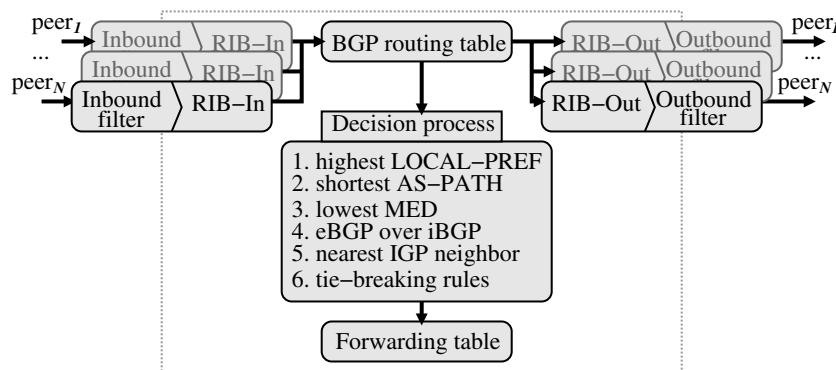 peer1
...
peerN
Inbound
RIB−In
Inbound
RIB−In
Inbound
filter
RIB−In
BGP routing table
RIB−Out
Outbound
RIB−Out
Outbound
RIB−Out
Outbound
filter
peer1
...
peerN
Decision process
1. highest LOCAL−PREF
2. shortest AS−PATH
3. lowest MED
4. eBGP over iBGP
5. nearest IGP neighbor
6. tie−breaking rules
Forwarding table